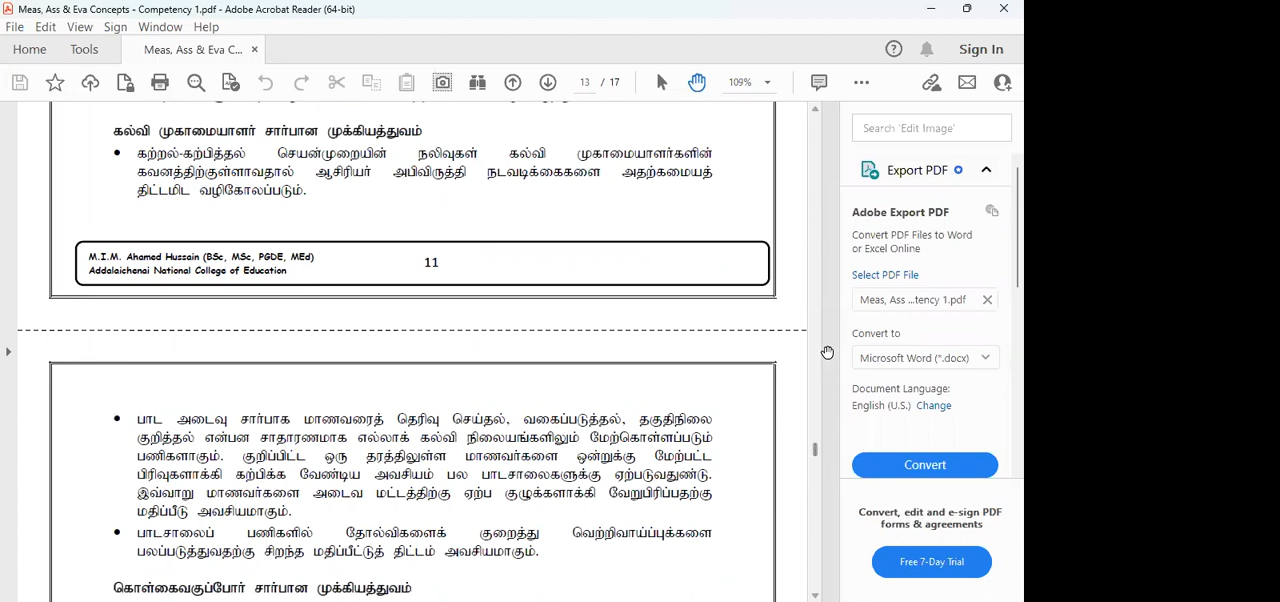 Meas, Ass & Eva Concepts - Competency 1.pdf - Adobe Acrobat Reader (64-bit)
File Edit View Sign Window Help
Home Tools Meas, Ass & Eva C... × Sign In
13 / 17 109%
கல்வி முகாமையாளர் சார்பான முக்கியத்துவம்
• கற்றல்-கற்பித்தல் செயன்முறையின் நலிவுகள் கல்வி முகாமையாளர்களின்
கவனத்திற்குள்ளாவதால் ஆசிரியர் அபிவிருத்தி நடவடிக்கைகளை அதற்கமையத்
திட்டமிட வழிகோலப்படும்.
M.I.M. Ahamed Hussain (BSc, MSc, PGDE, MEd)
Addalaichenai National College of Education
11
• பாட அடைவு சார்பாக மாணவரைத் தெரிவு செய்தல், வகைப்படுத்தல், தகுதிநிலை
குறித்தல் என்பன சாதாரணமாக எல்லாக் கல்வி நிலையங்களிலும் மேற்கொள்ளப்படும்
பணிகளாகும். குறிப்பிட்ட ஒரு தரத்திலுள்ள மாணவர்களை ஒன்றுக்கு மேற்பட்ட
பிரிவுகளாக்கி கற்பிக்க வேண்டிய அவசியம் பல பாடசாலைகளுக்கு ஏற்படுவதுண்டு.
இவ்வாறு மாணவர்களை அடைவ மட்டத்திற்கு ஏற்ப குழுக்களாக்கி வேறுபிரிப்பதற்கு
மதிப்பீடு அவசியமாகும்.
• பாடசாலைப் பணிகளில் தோல்விகளைக் குறைத்து வெற்றிவாய்ப்புக்களை
பலப்படுத்துவதற்கு சிறந்த மதிப்பீட்டுத் திட்டம் அவசியமாகும்.
கொள்கைவகுப்போர் சார்பான முக்கியத்துவம்
Search 'Edit Image'
Export PDF
Adobe Export PDF
Convert PDF Files to Word
or Excel Online
Select PDF File
Meas, Ass ...tency 1.pdf
Convert to
Microsoft Word (*.docx)
Document Language:
English (U.S.) Change
Convert
Convert, edit and e-sign PDF
forms & agreements
Free 7-Day Trial